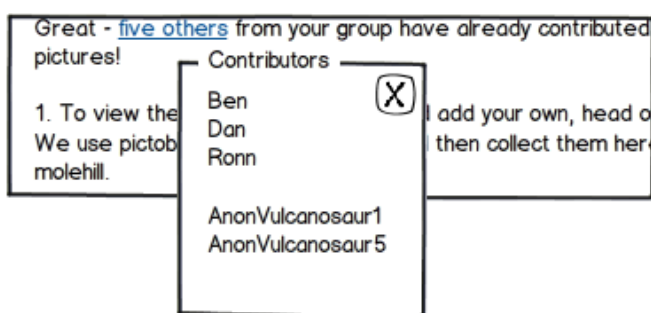 Great - five others from your group have already contributed
pictures!
Contributors
X
Ben
Dan
Ronn
AnonVulcanosaur1
AnonVulcanosaur5
1. To view the
add your own, head o
We use pictob
then collect them her
molehill.